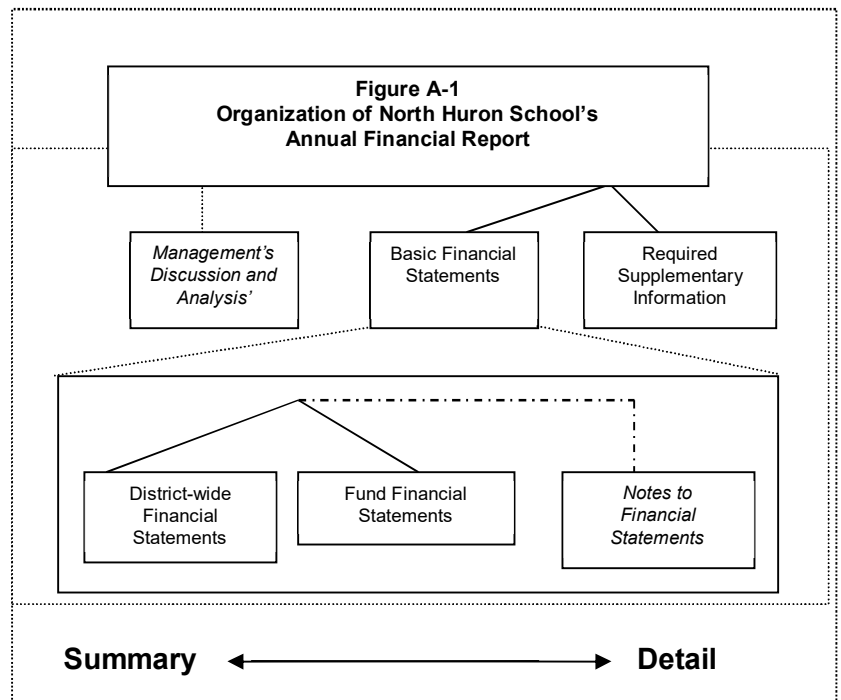 Figure A-1
Organization of North Huron School's
Annual Financial Report
Management's
Discussion and
Analysis'
Basic Financial
Statements
Required
Supplementary
Information
District-wide
Financial
Statements
Fund Financial
Statements
Notes to
Financial
Statements
Summary
Detail